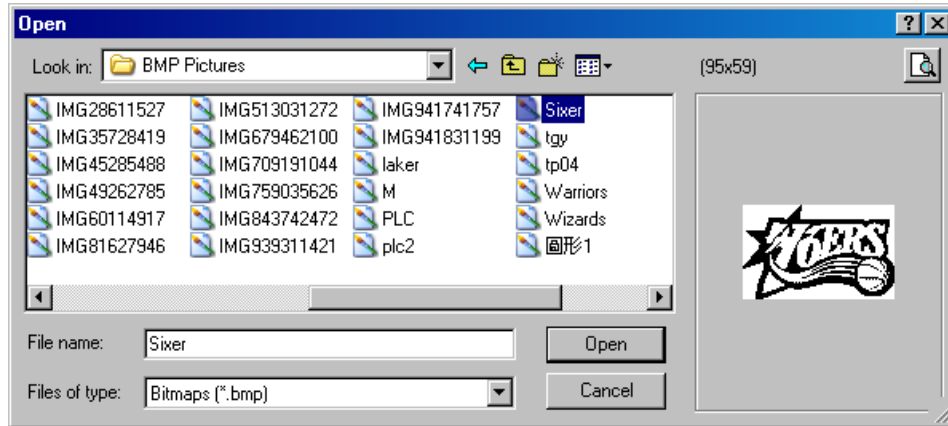 Open
Look in: BMP Pictures (95x59)
IMG28611527 IMG513031272 IMG941741757 Sixer
IMG35728419 IMG679462100 IMG941831199 tgy
IMG45285488 IMG709191044 laker tp04
IMG49262785 IMG759035626 M Warriors
IMG60114917 IMG843742472 PLC Wizards
IMG81627946 IMG939311421 plc2 圓形1
76ERS
File name: Sixer Open
Files of type: Bitmaps (*.bmp) Cancel